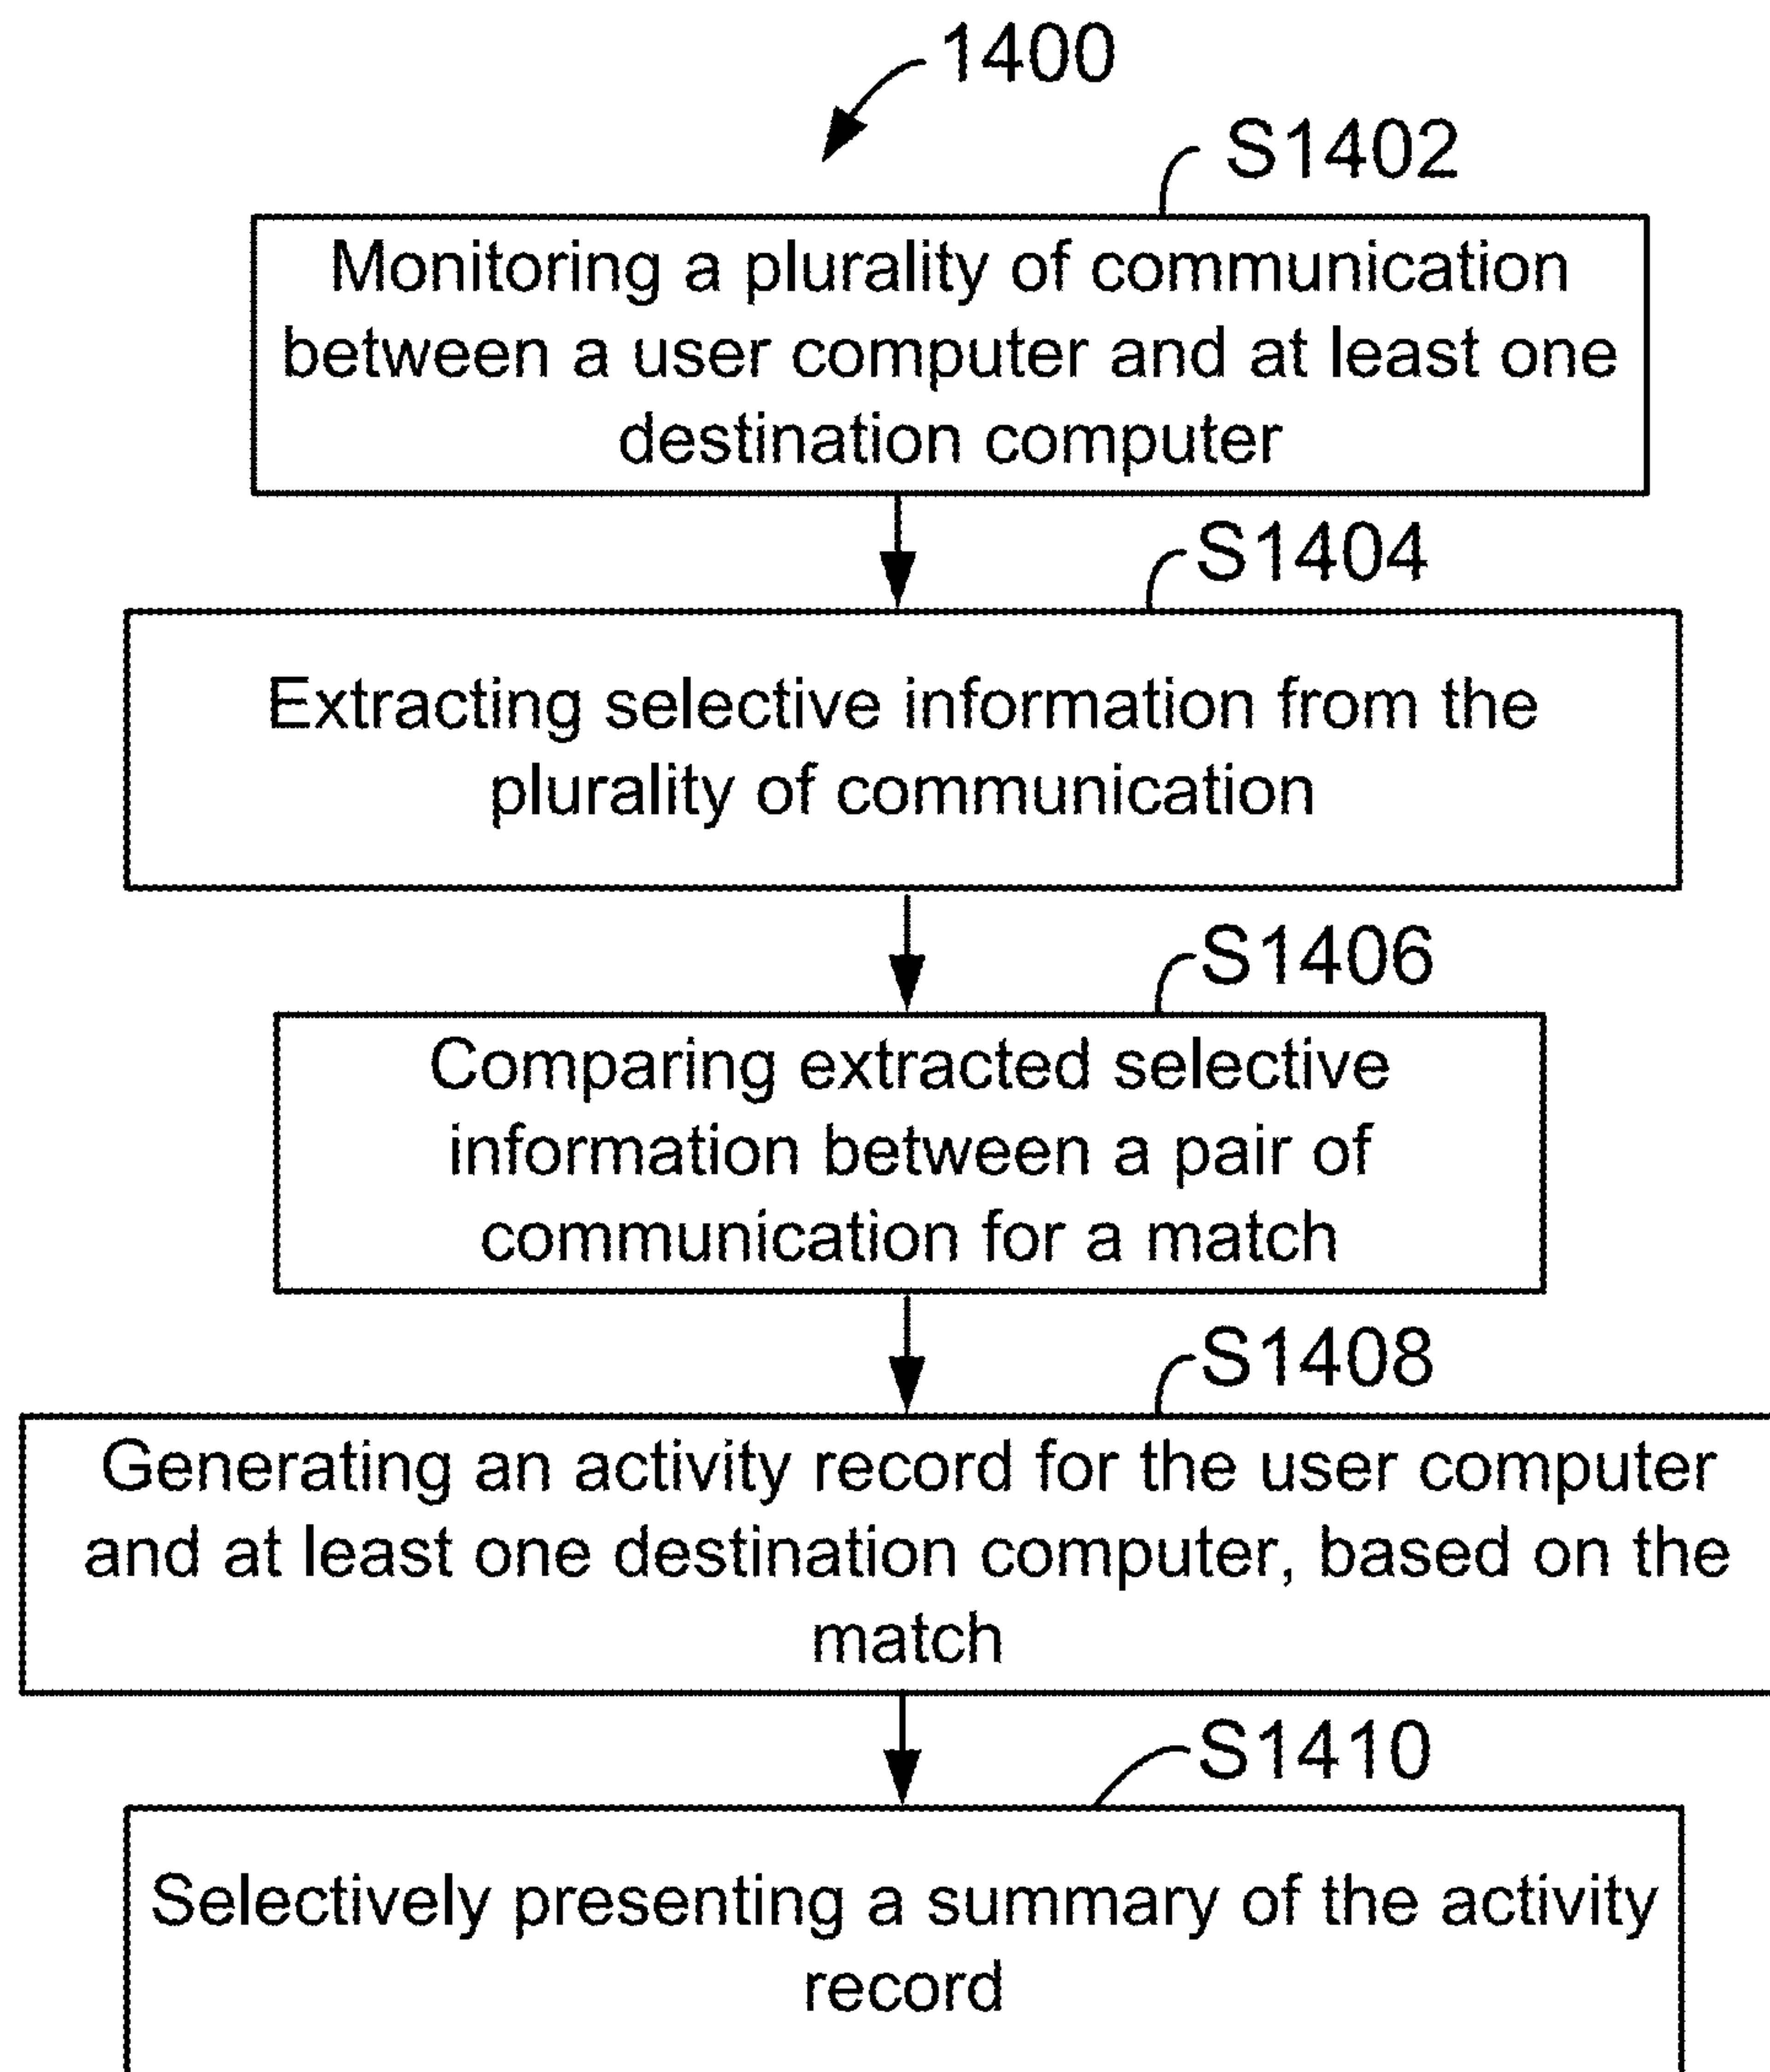 1400
S1402
Monitoring a plurality of communication
between a user computer and at least one
destination computer
S1404
Extracting selective information from the
plurality of communication
S1406
Comparing extracted selective
information between a pair of
communication for a match
S1408
Generating an activity record for the user computer
and at least one destination computer, based on the
match
S1410
Selectively presenting a summary of the activity
record